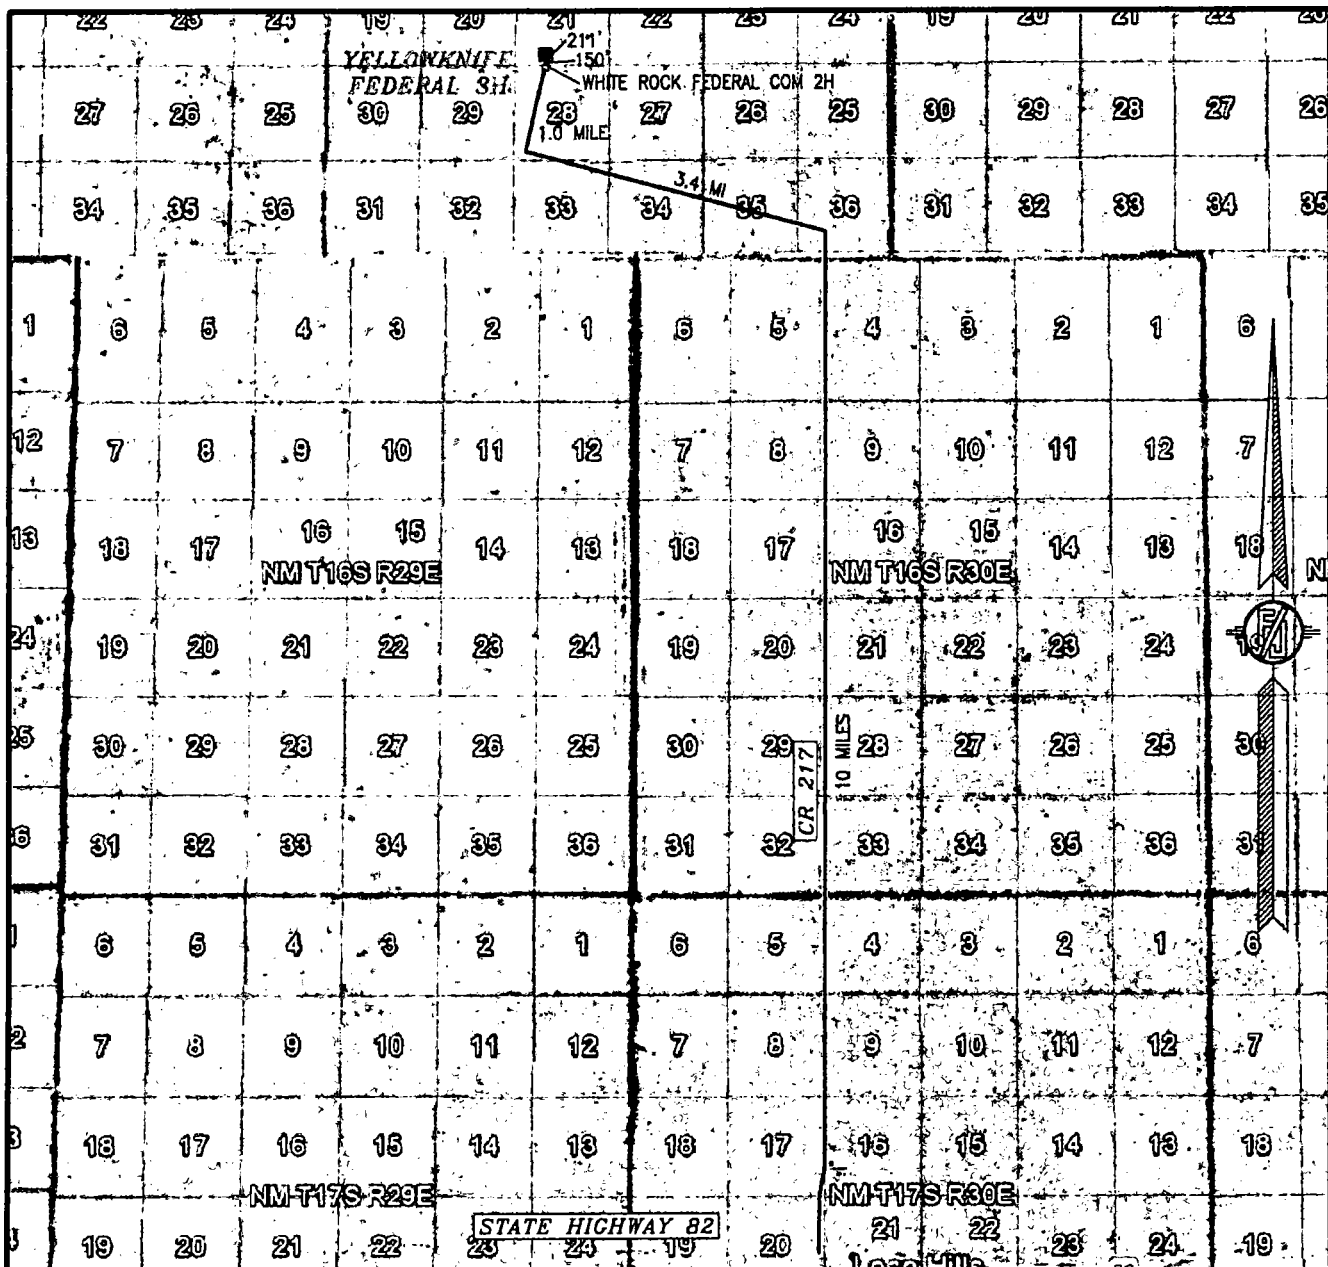 22 23 24 19 20 21 22 23 24 19 20 21 22 23
211'
YELLOWKNIFE 150'
WHITE ROCK FEDERAL COM 2H
FEDERAL 3H
27 26 25 30 29 28 27 26 25 30 29 28 27 26
1.0 MILE
3.4 MI
34 35 36 31 32 33 34 35 36 31 32 33 34 35
1 6 5 4 3 2 1 6 5 4 3 2 1 6
12 7 8 9 10 11 12 7 8 9 10 11 12 7
13 18 17 16 15 14 13 18 17 16 15 14 13 18
NM T16S R29E NM T16S R30E
24 19 20 21 22 23 24 19 20 21 22 23 24 19
25 30 29 28 27 26 25 30 29 28 27 26 25 30
CR 217
10 MILES
6 31 32 33 34 35 36 31 32 33 34 35 36 31
1 6 5 4 3 2 1 6 5 4 3 2 1 6
2 7 8 9 10 11 12 7 8 9 10 11 12 7
3 18 17 16 15 14 13 18 17 16 15 14 13 18
NM T17S R29E NM T17S R30E
STATE HIGHWAY 82
19 20 21 22 23 24 19 20 21 22 23 24 19
Loco Hills